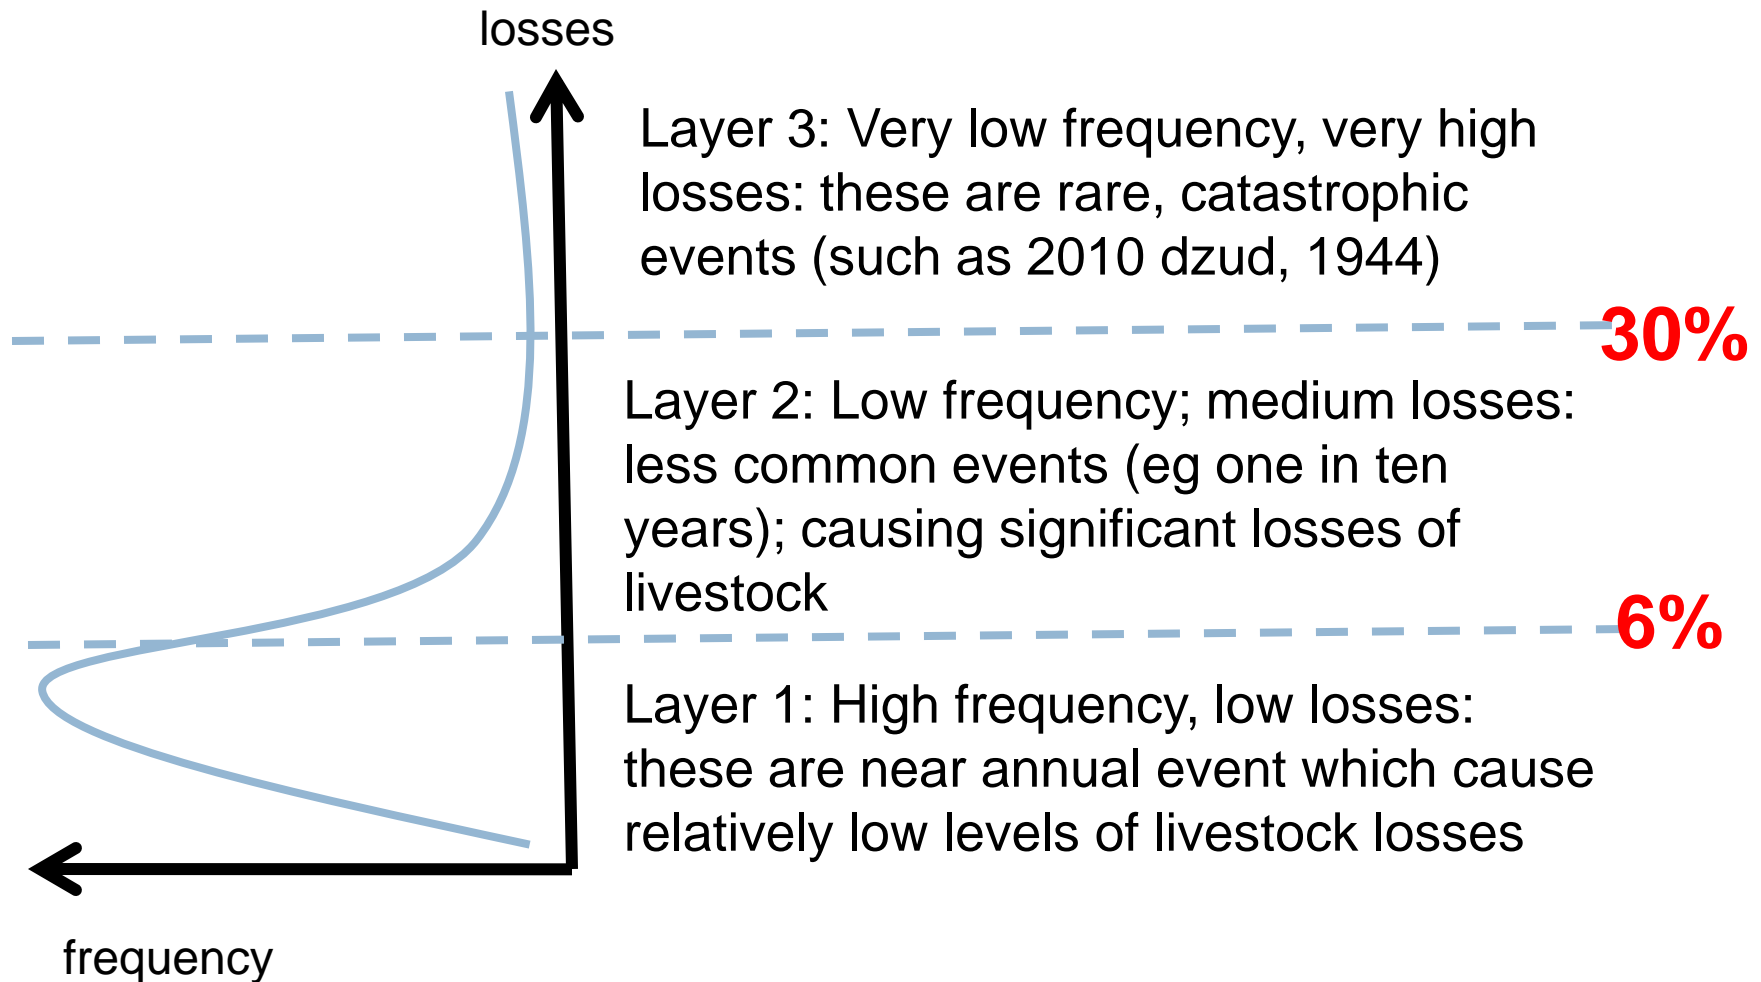 losses
Layer 3: Very low frequency, very high
losses: these are rare, catastrophic
events (such as 2010 dzud, 1944)
30%
Layer 2: Low frequency; medium losses:
less common events (eg one in ten
years); causing significant losses of
livestock
6%
Layer 1: High frequency, low losses:
these are near annual event which cause
relatively low levels of livestock losses
frequency